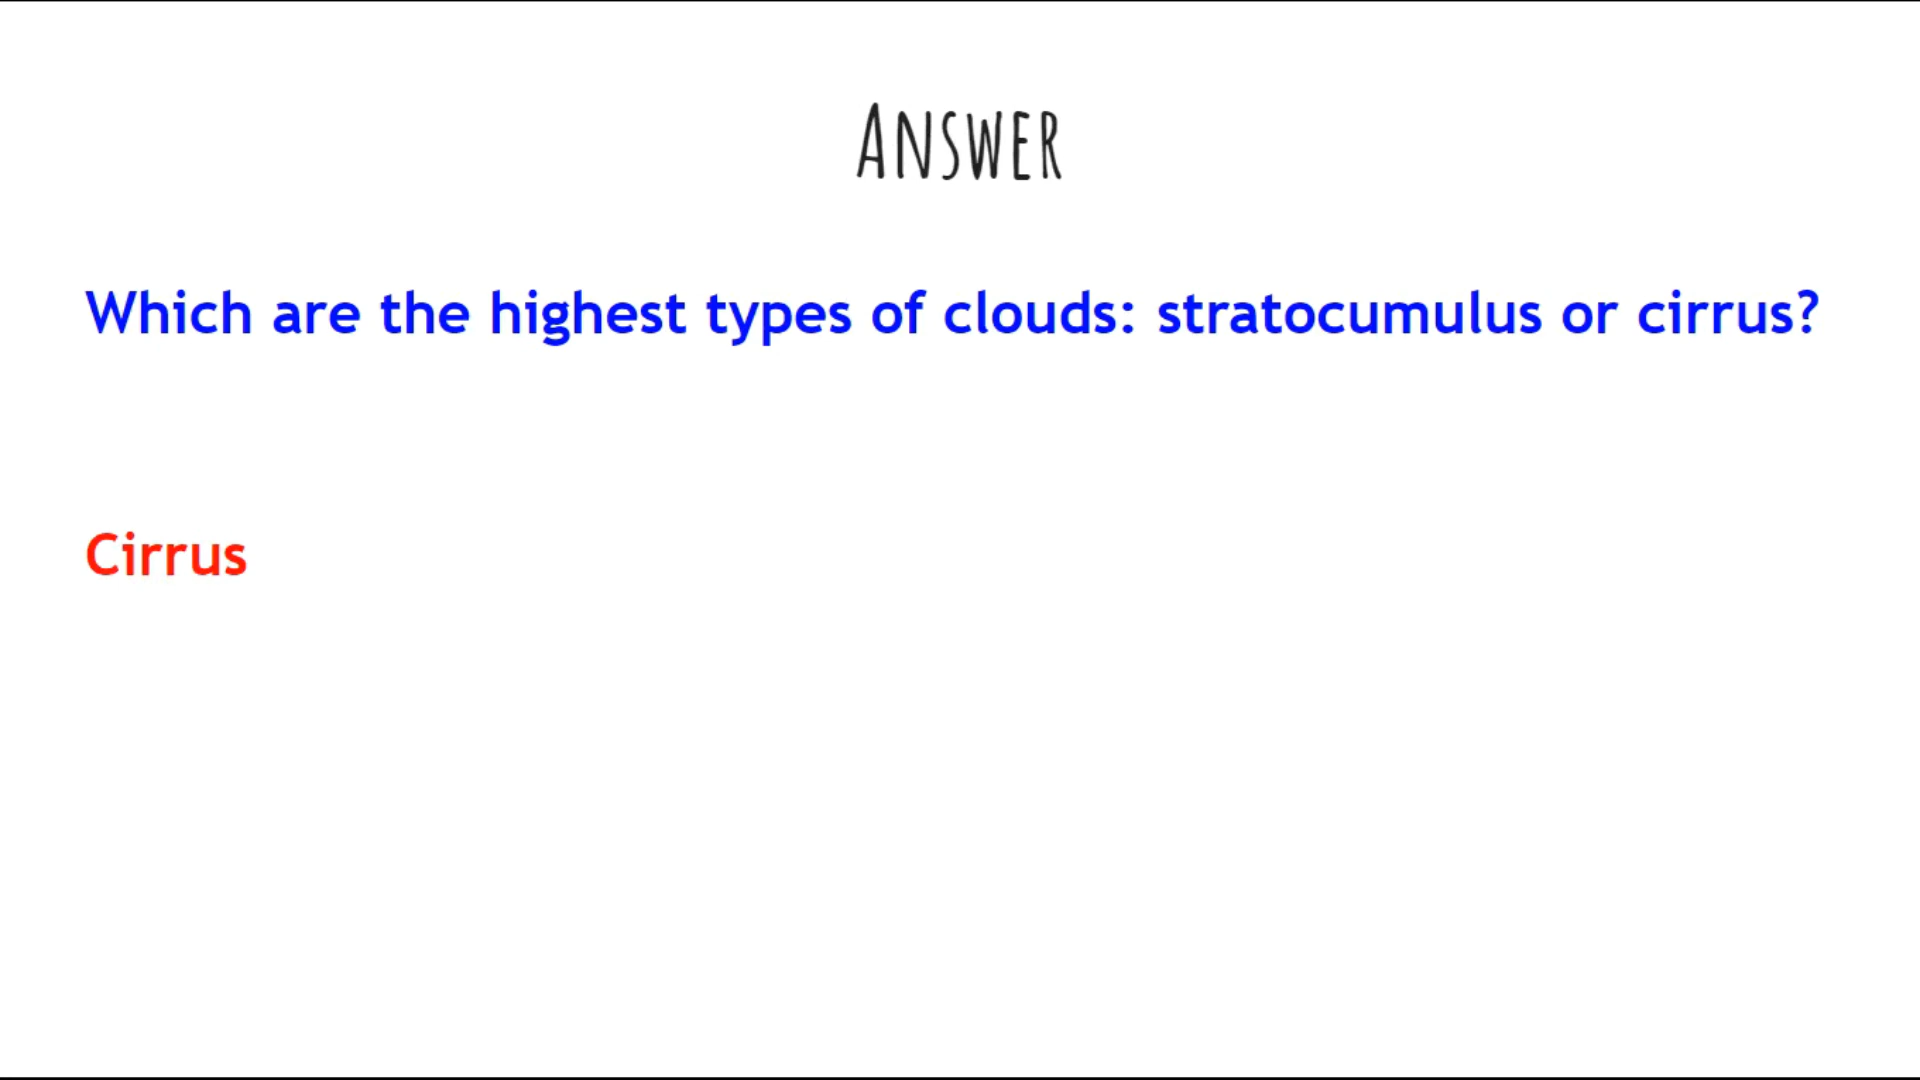 Answer
Which are the highest types of clouds: stratocumulus or cirrus?
Cirrus